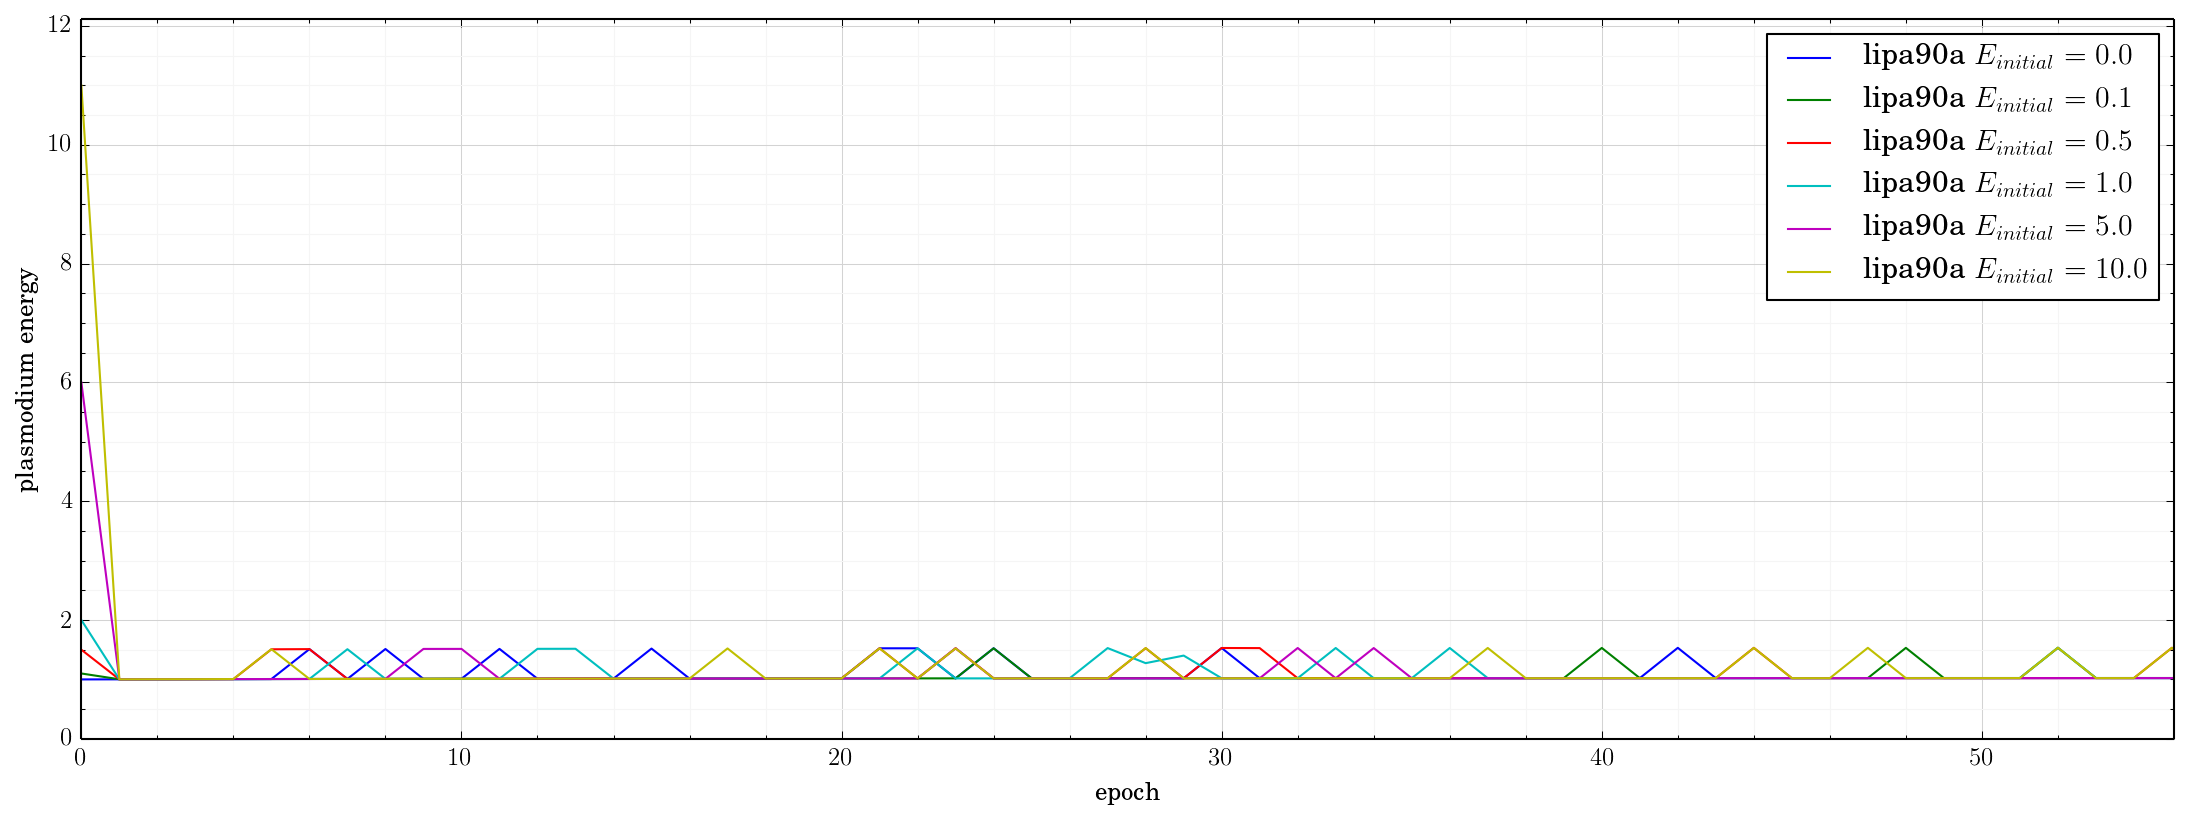 12
10
8
6
4
2
0
plasmodium energy
0 10 20 30 40 50
epoch
lipa90a E_initial = 0.0
lipa90a E_initial = 0.1
lipa90a E_initial = 0.5
lipa90a E_initial = 1.0
lipa90a E_initial = 5.0
lipa90a E_initial = 10.0